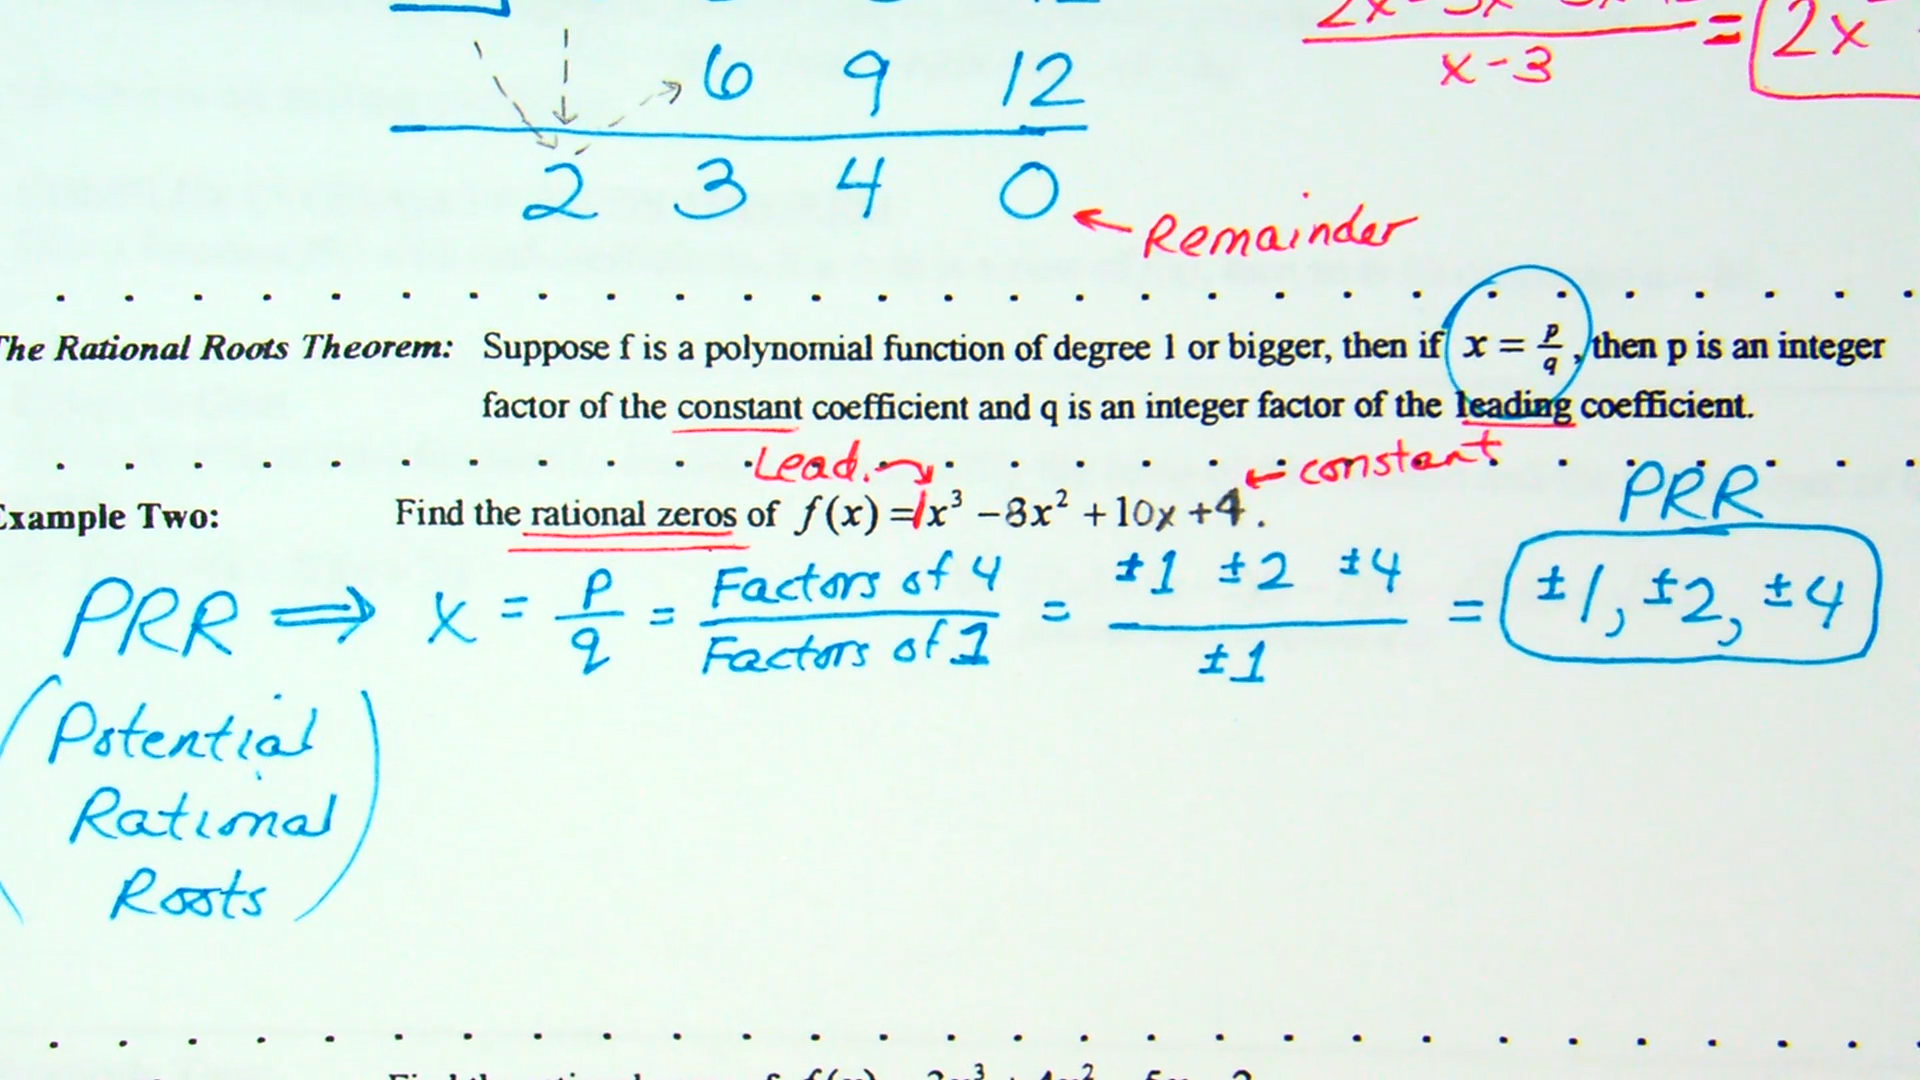 6 9 12
x-3
= 2x
2 3 4 0
← Remainder
The Rational Roots Theorem: Suppose f is a polynomial function of degree 1 or bigger, then if x = p/q, then p is an integer
factor of the constant coefficient and q is an integer factor of the leading coefficient.
Lead. ← constant
PRR
Example Two: Find the rational zeros of f(x) = 1x³ - 8x² + 10x + 4.
PRR ⇒ x = p/q = Factors of 4 / Factors of 1 = ±1 ±2 ±4 / ±1 = ±1, ±2, ±4
(Potential
Rational
Roots)